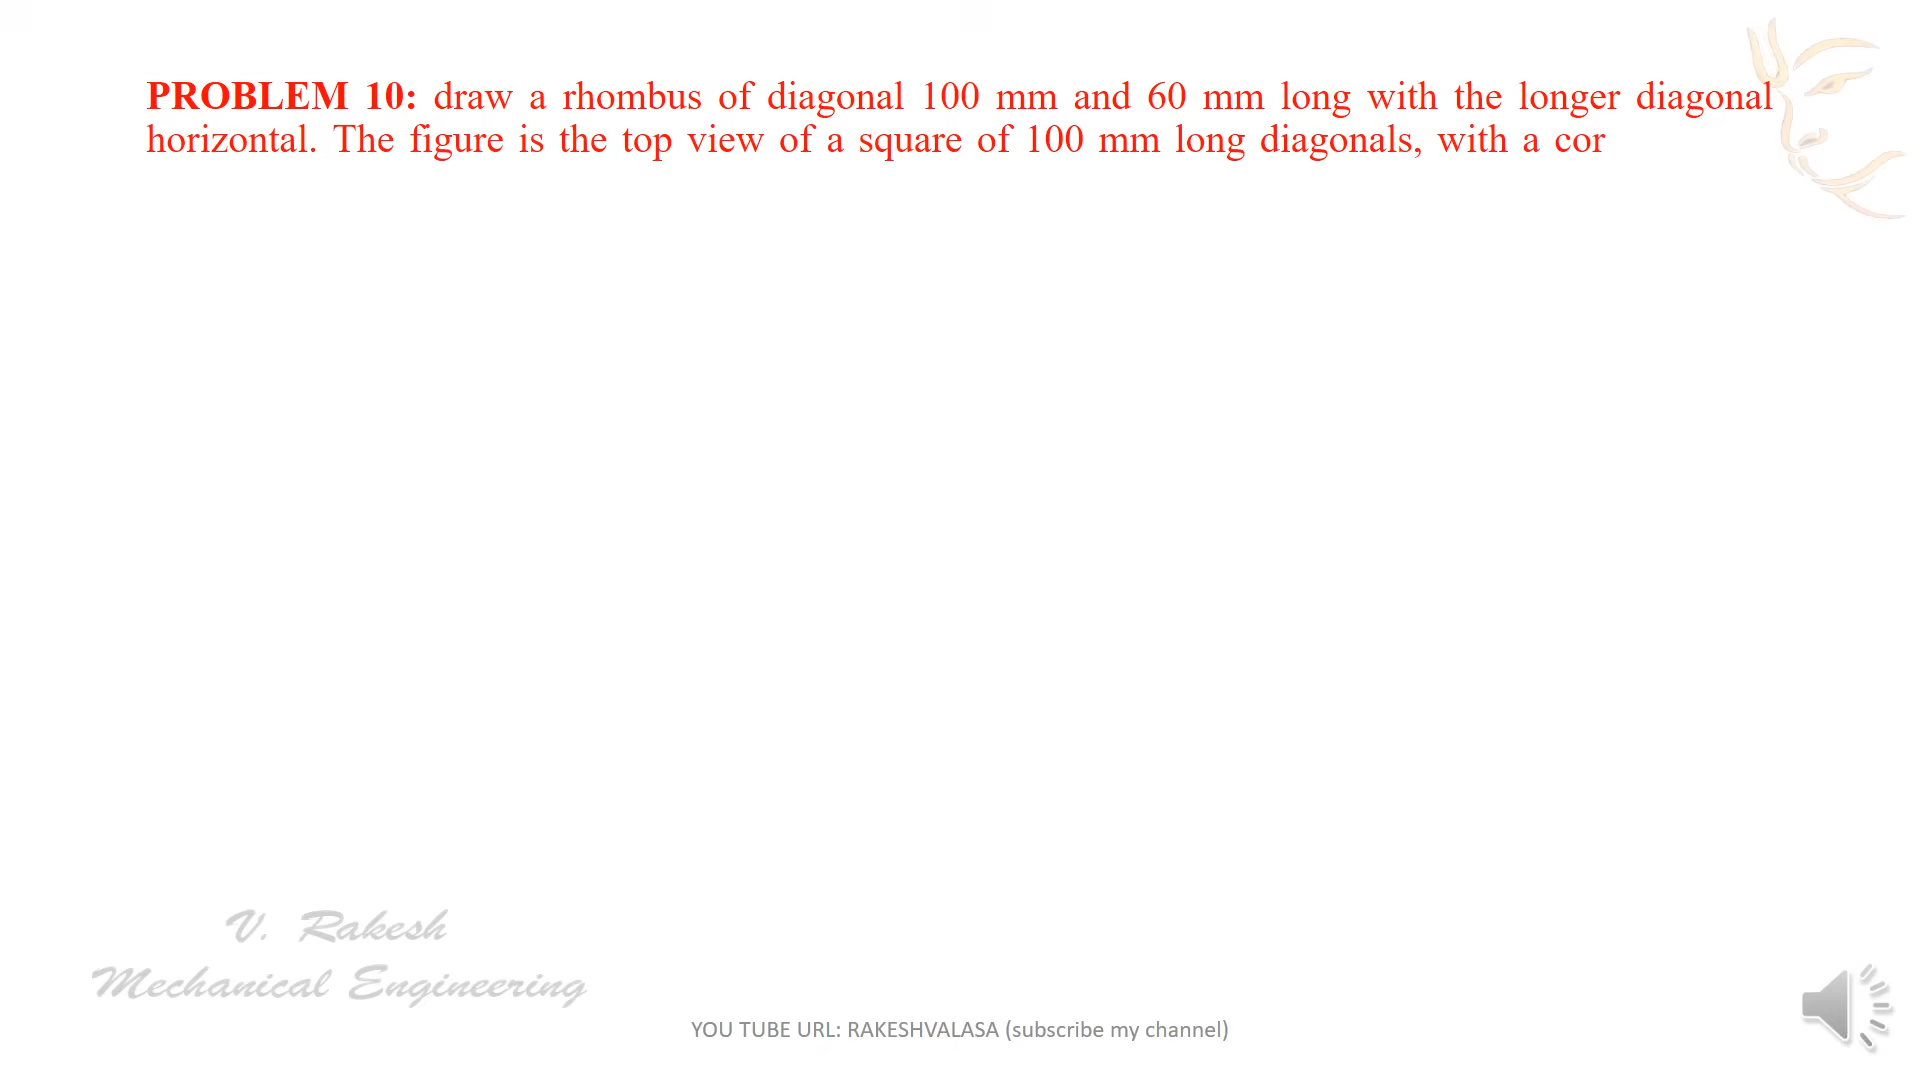 PROBLEM 10: draw a rhombus of diagonal 100 mm and 60 mm long with the longer diagonal
horizontal. The figure is the top view of a square of 100 mm long diagonals, with a cor
V. Rakesh
Mechanical Engineering
YOU TUBE URL: RAKESHVALASA (subscribe my channel)